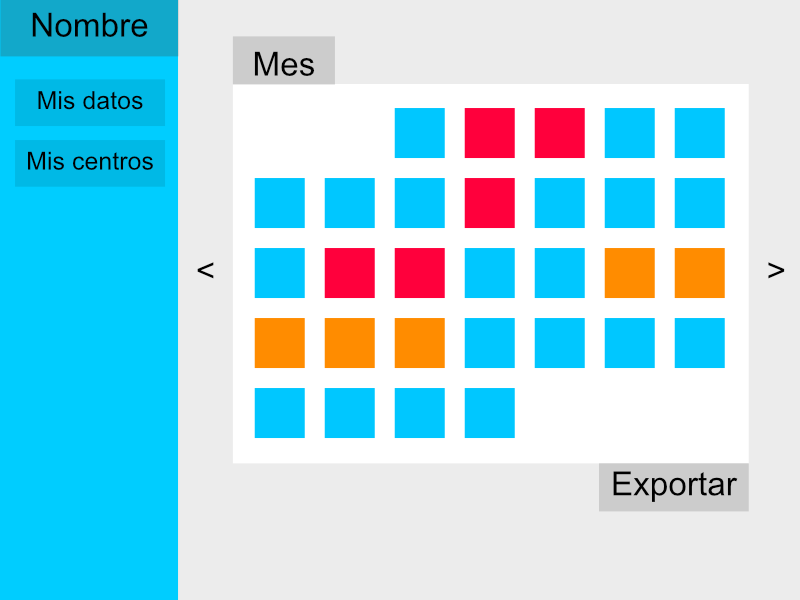 Nombre
Mis datos
Mis centros
Mes
<
>
Exportar